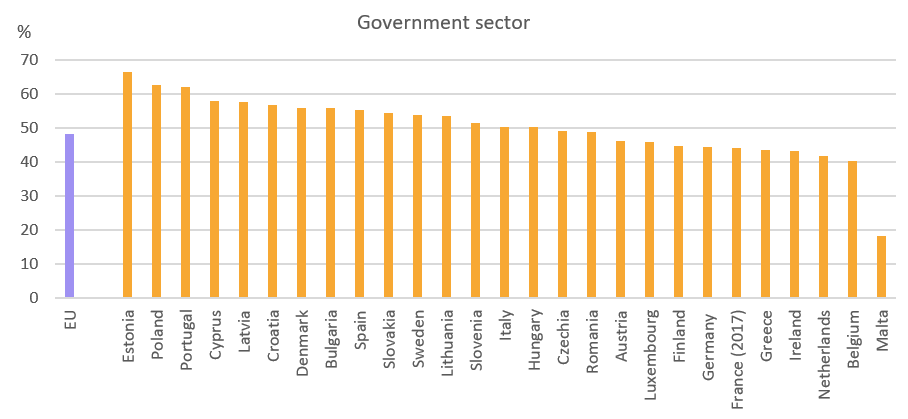 Government sector
%
70
60
50
40
30
20
10
0
EU
Estonia
Poland
Portugal
Cyprus
Latvia
Croatia
Denmark
Bulgaria
Spain
Slovakia
Sweden
Lithuania
Slovenia
Italy
Hungary
Czechia
Romania
Austria
Luxembourg
Finland
Germany
France (2017)
Greece
Ireland
Netherlands
Belgium
Malta